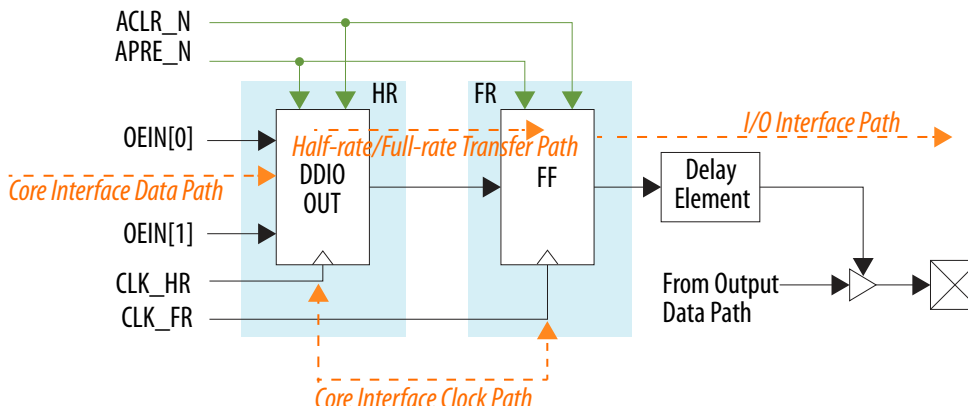 ACLR_N
APRE_N
HR
FR
OEIN[0]
Half-rate/Full-rate Transfer Path
I/O Interface Path
DDIO
OUT
FF
Core Interface Data Path
Delay
Element
OEIN[1]
CLK_HR
CLK_FR
From Output
Data Path
Core Interface Clock Path